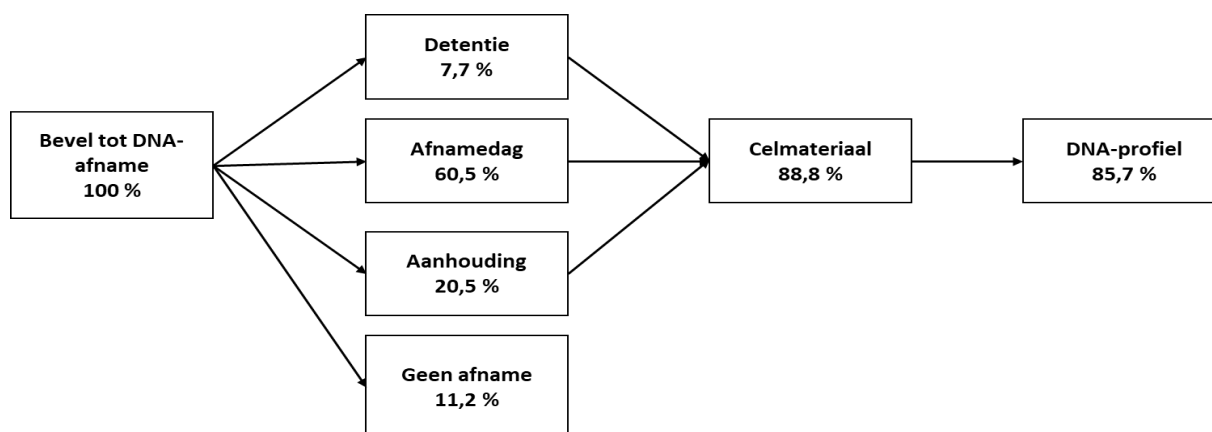 Bevel tot DNA-
afname
100 %
Detentie
7,7 %
Afnamedag
60,5 %
Aanhouding
20,5 %
Geen afname
11,2 %
Celmateriaal
88,8 %
DNA-profiel
85,7 %